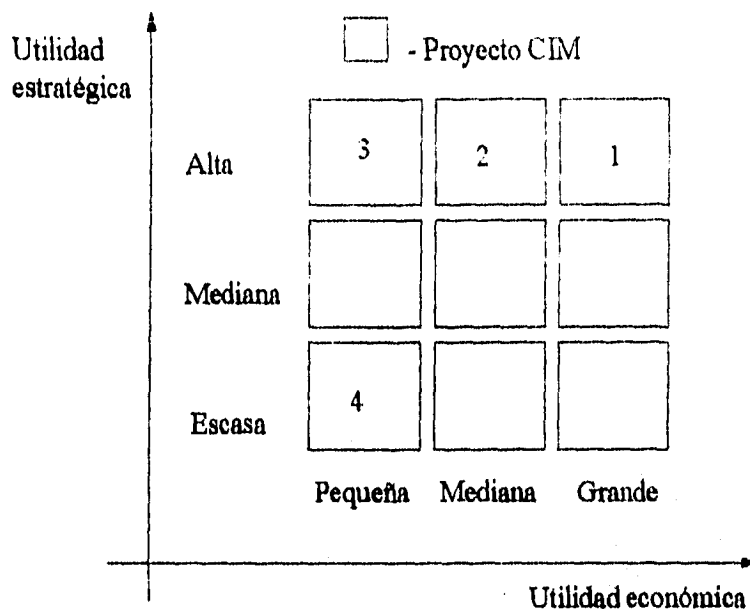 Utilidad
estratégica
- Proyecto CIM
Alta
3 2 1
Mediana
Escasa
4
Pequeña Mediana Grande
Utilidad económica